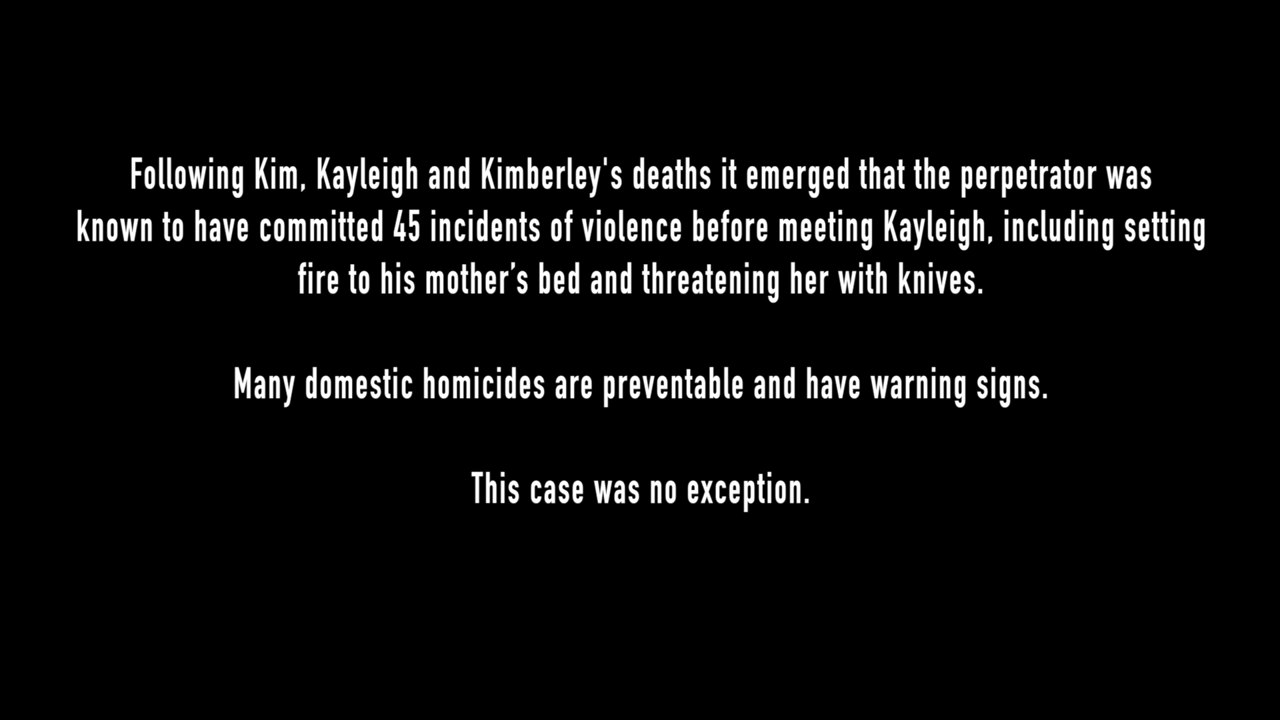 Following Kim, Kayleigh and Kimberley's deaths it emerged that the perpetrator was
known to have committed 45 incidents of violence before meeting Kayleigh, including setting
fire to his mother’s bed and threatening her with knives.
Many domestic homicides are preventable and have warning signs.
This case was no exception.